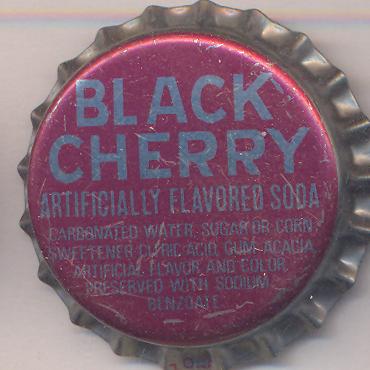 BLACK
CHERRY
ARTIFICIALLY FLAVORED SODA
CARBONATED WATER, SUGAR OR CORN
SWEETENER CITRIC ACID, GUM ACACIA,
ARTIFICIAL FLAVOR AND COLOR,
PRESERVED WITH SODIUM
BENZOATE